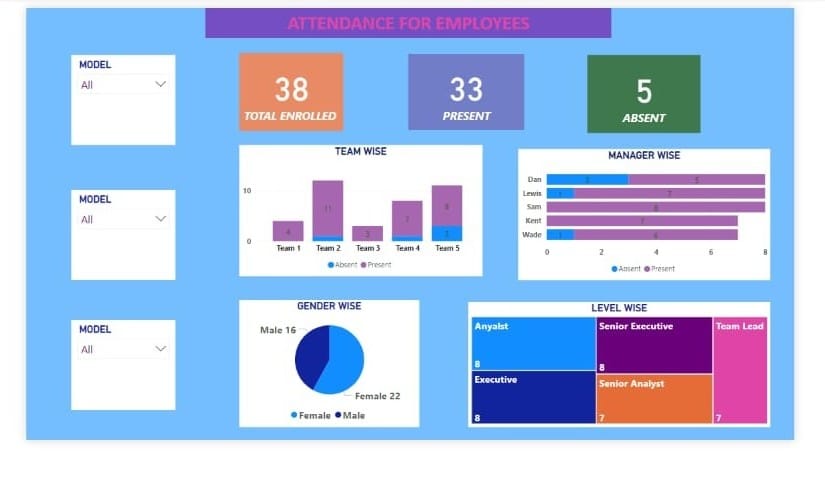 ATTENDANCE FOR EMPLOYEES
MODEL
All
38
TOTAL ENROLLED
33
PRESENT
5
ABSENT
TEAM WISE
10
0
4
11
3
7
8
3
Team 1
Team 2
Team 3
Team 4
Team 5
Absent
Present
MANAGER WISE
Dan
3
5
Lewis
1
7
Sam
8
Kent
7
Wade
1
6
0
2
4
6
8
Absent
Present
MODEL
All
GENDER WISE
Male 16
Female 22
Female
Male
LEVEL WISE
Anyalst
8
Senior Executive
8
Team Lead
7
Executive
8
Senior Analyst
7
MODEL
All